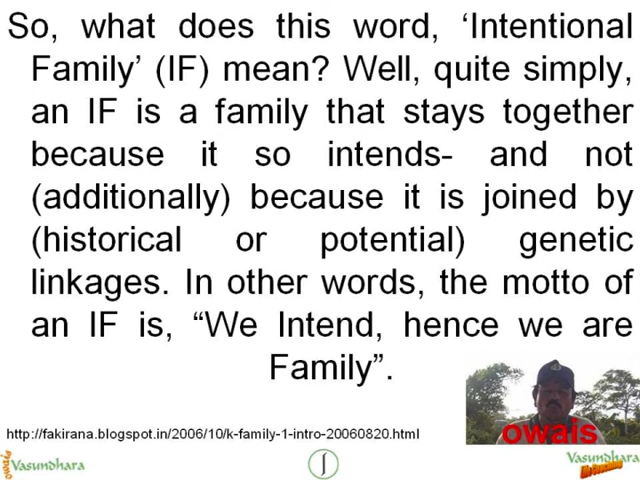 So, what does this word, ‘Intentional
Family’ (IF) mean? Well, quite simply,
an IF is a family that stays together
because it so intends- and not
(additionally) because it is joined by
(historical or potential) genetic
linkages. In other words, the motto of
an IF is, “We Intend, hence we are
Family”.
owais
http://fakirana.blogspot.in/2006/10/k-family-1-intro-20060820.html
owais
Vasundhara
Vasundhara
Life Coaching